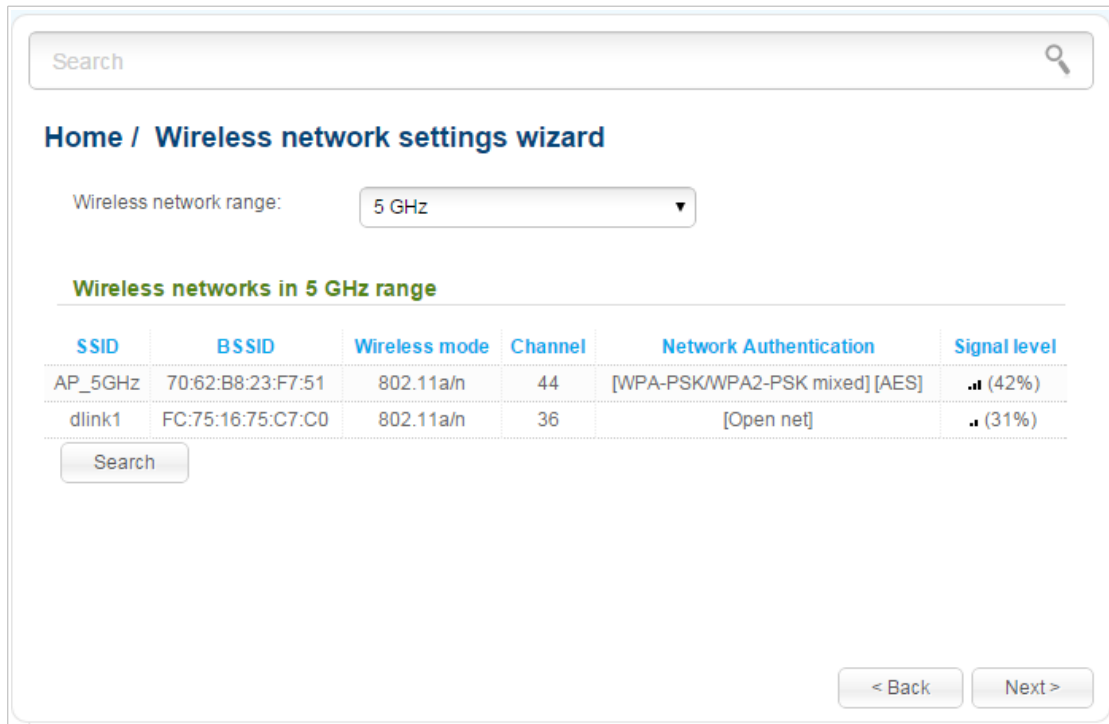 Search
Home / Wireless network settings wizard
Wireless network range: 5 GHz
Wireless networks in 5 GHz range
SSID BSSID Wireless mode Channel Network Authentication Signal level
AP_5GHz 70:62:B8:23:F7:51 802.11a/n 44 [WPA-PSK/WPA2-PSK mixed] [AES] (42%)
dlink1 FC:75:16:75:C7:C0 802.11a/n 36 [Open net] (31%)
Search
< Back Next >